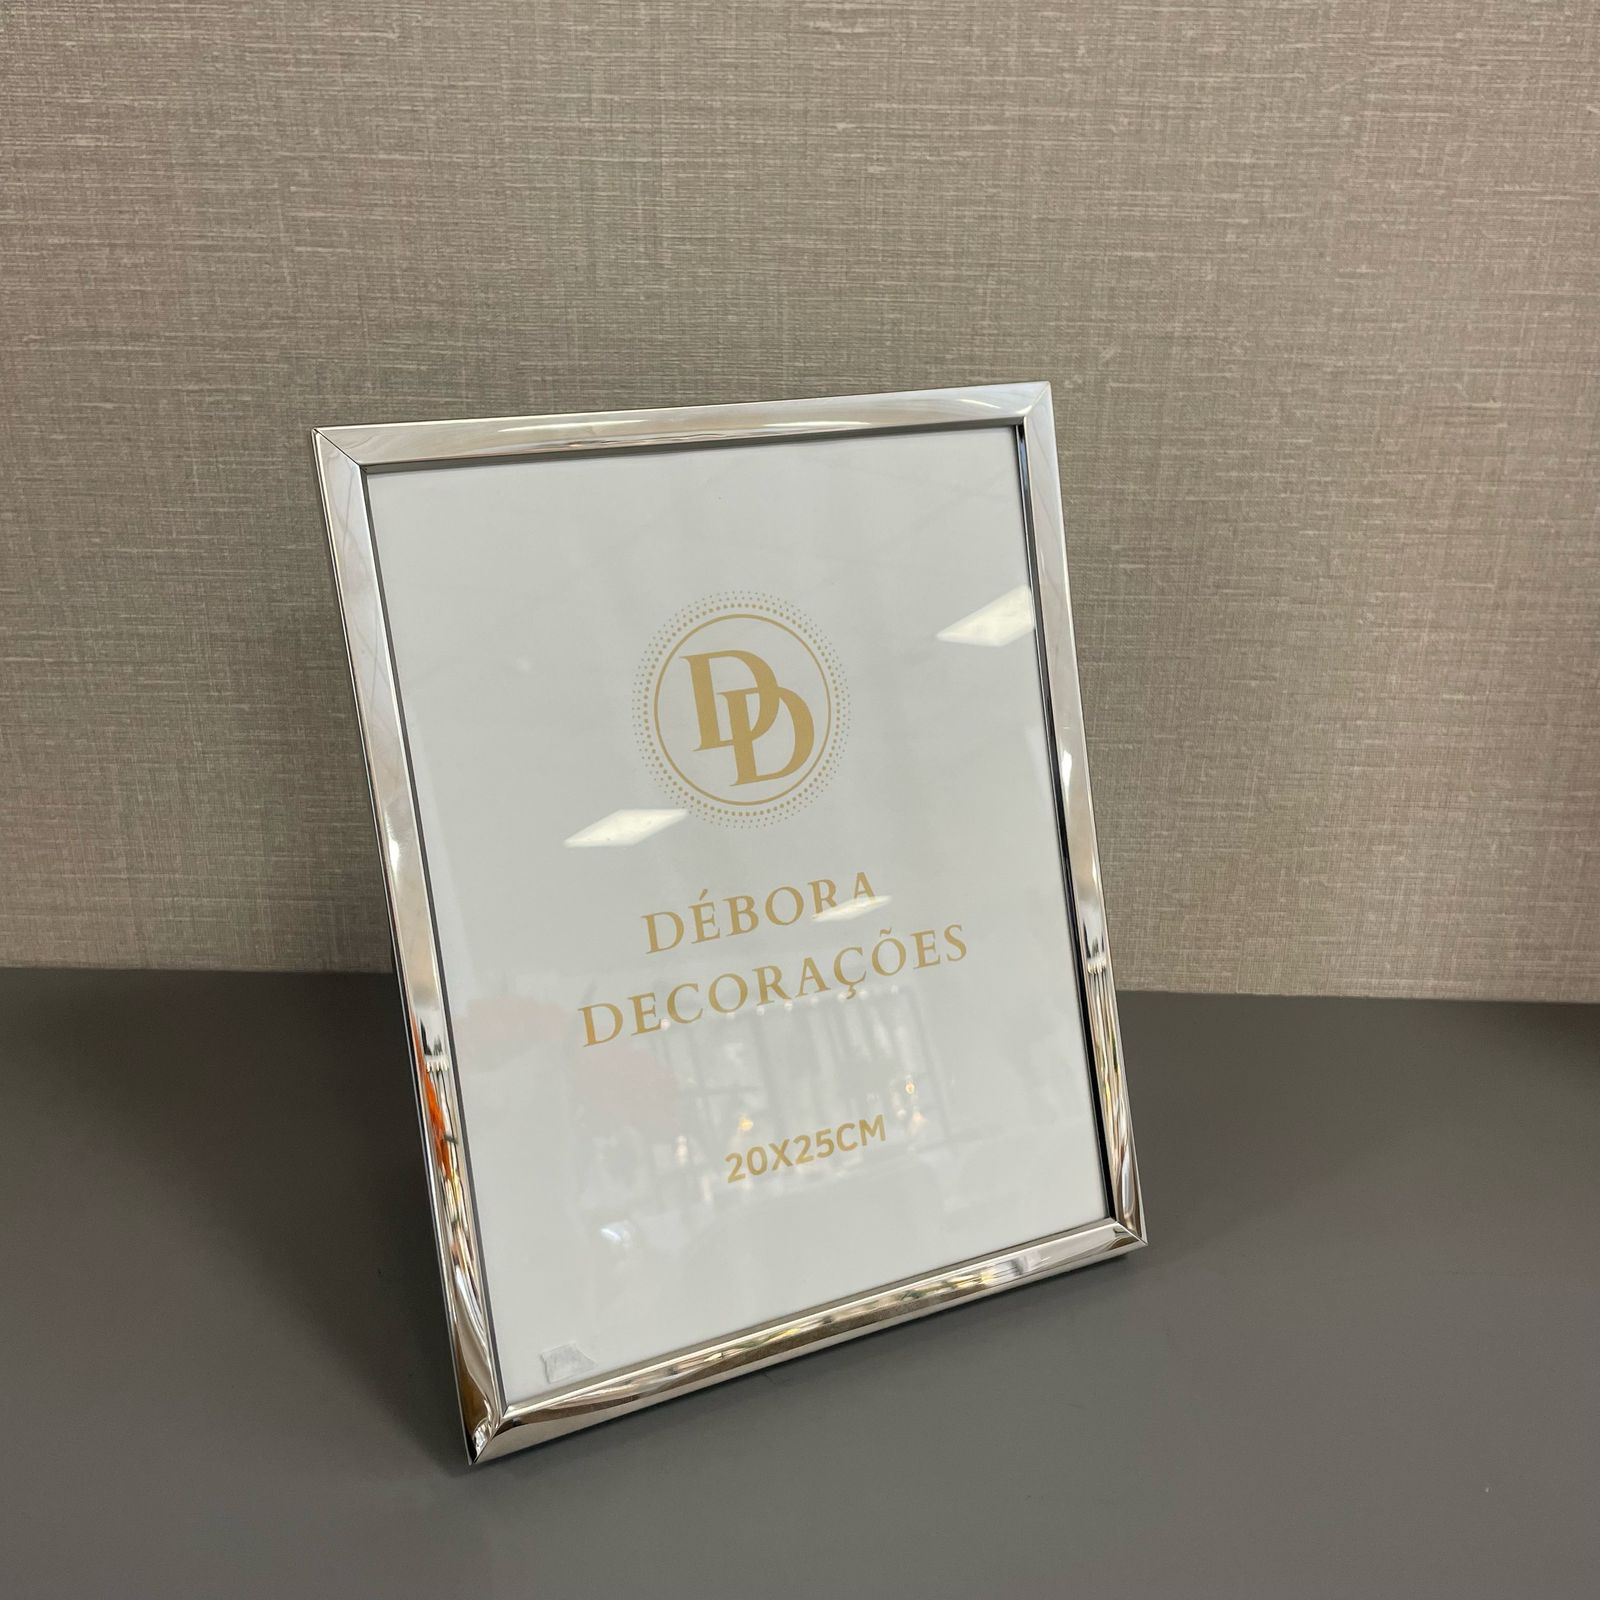 DD
DÉBORA
DECORAÇÕES
20X25CM